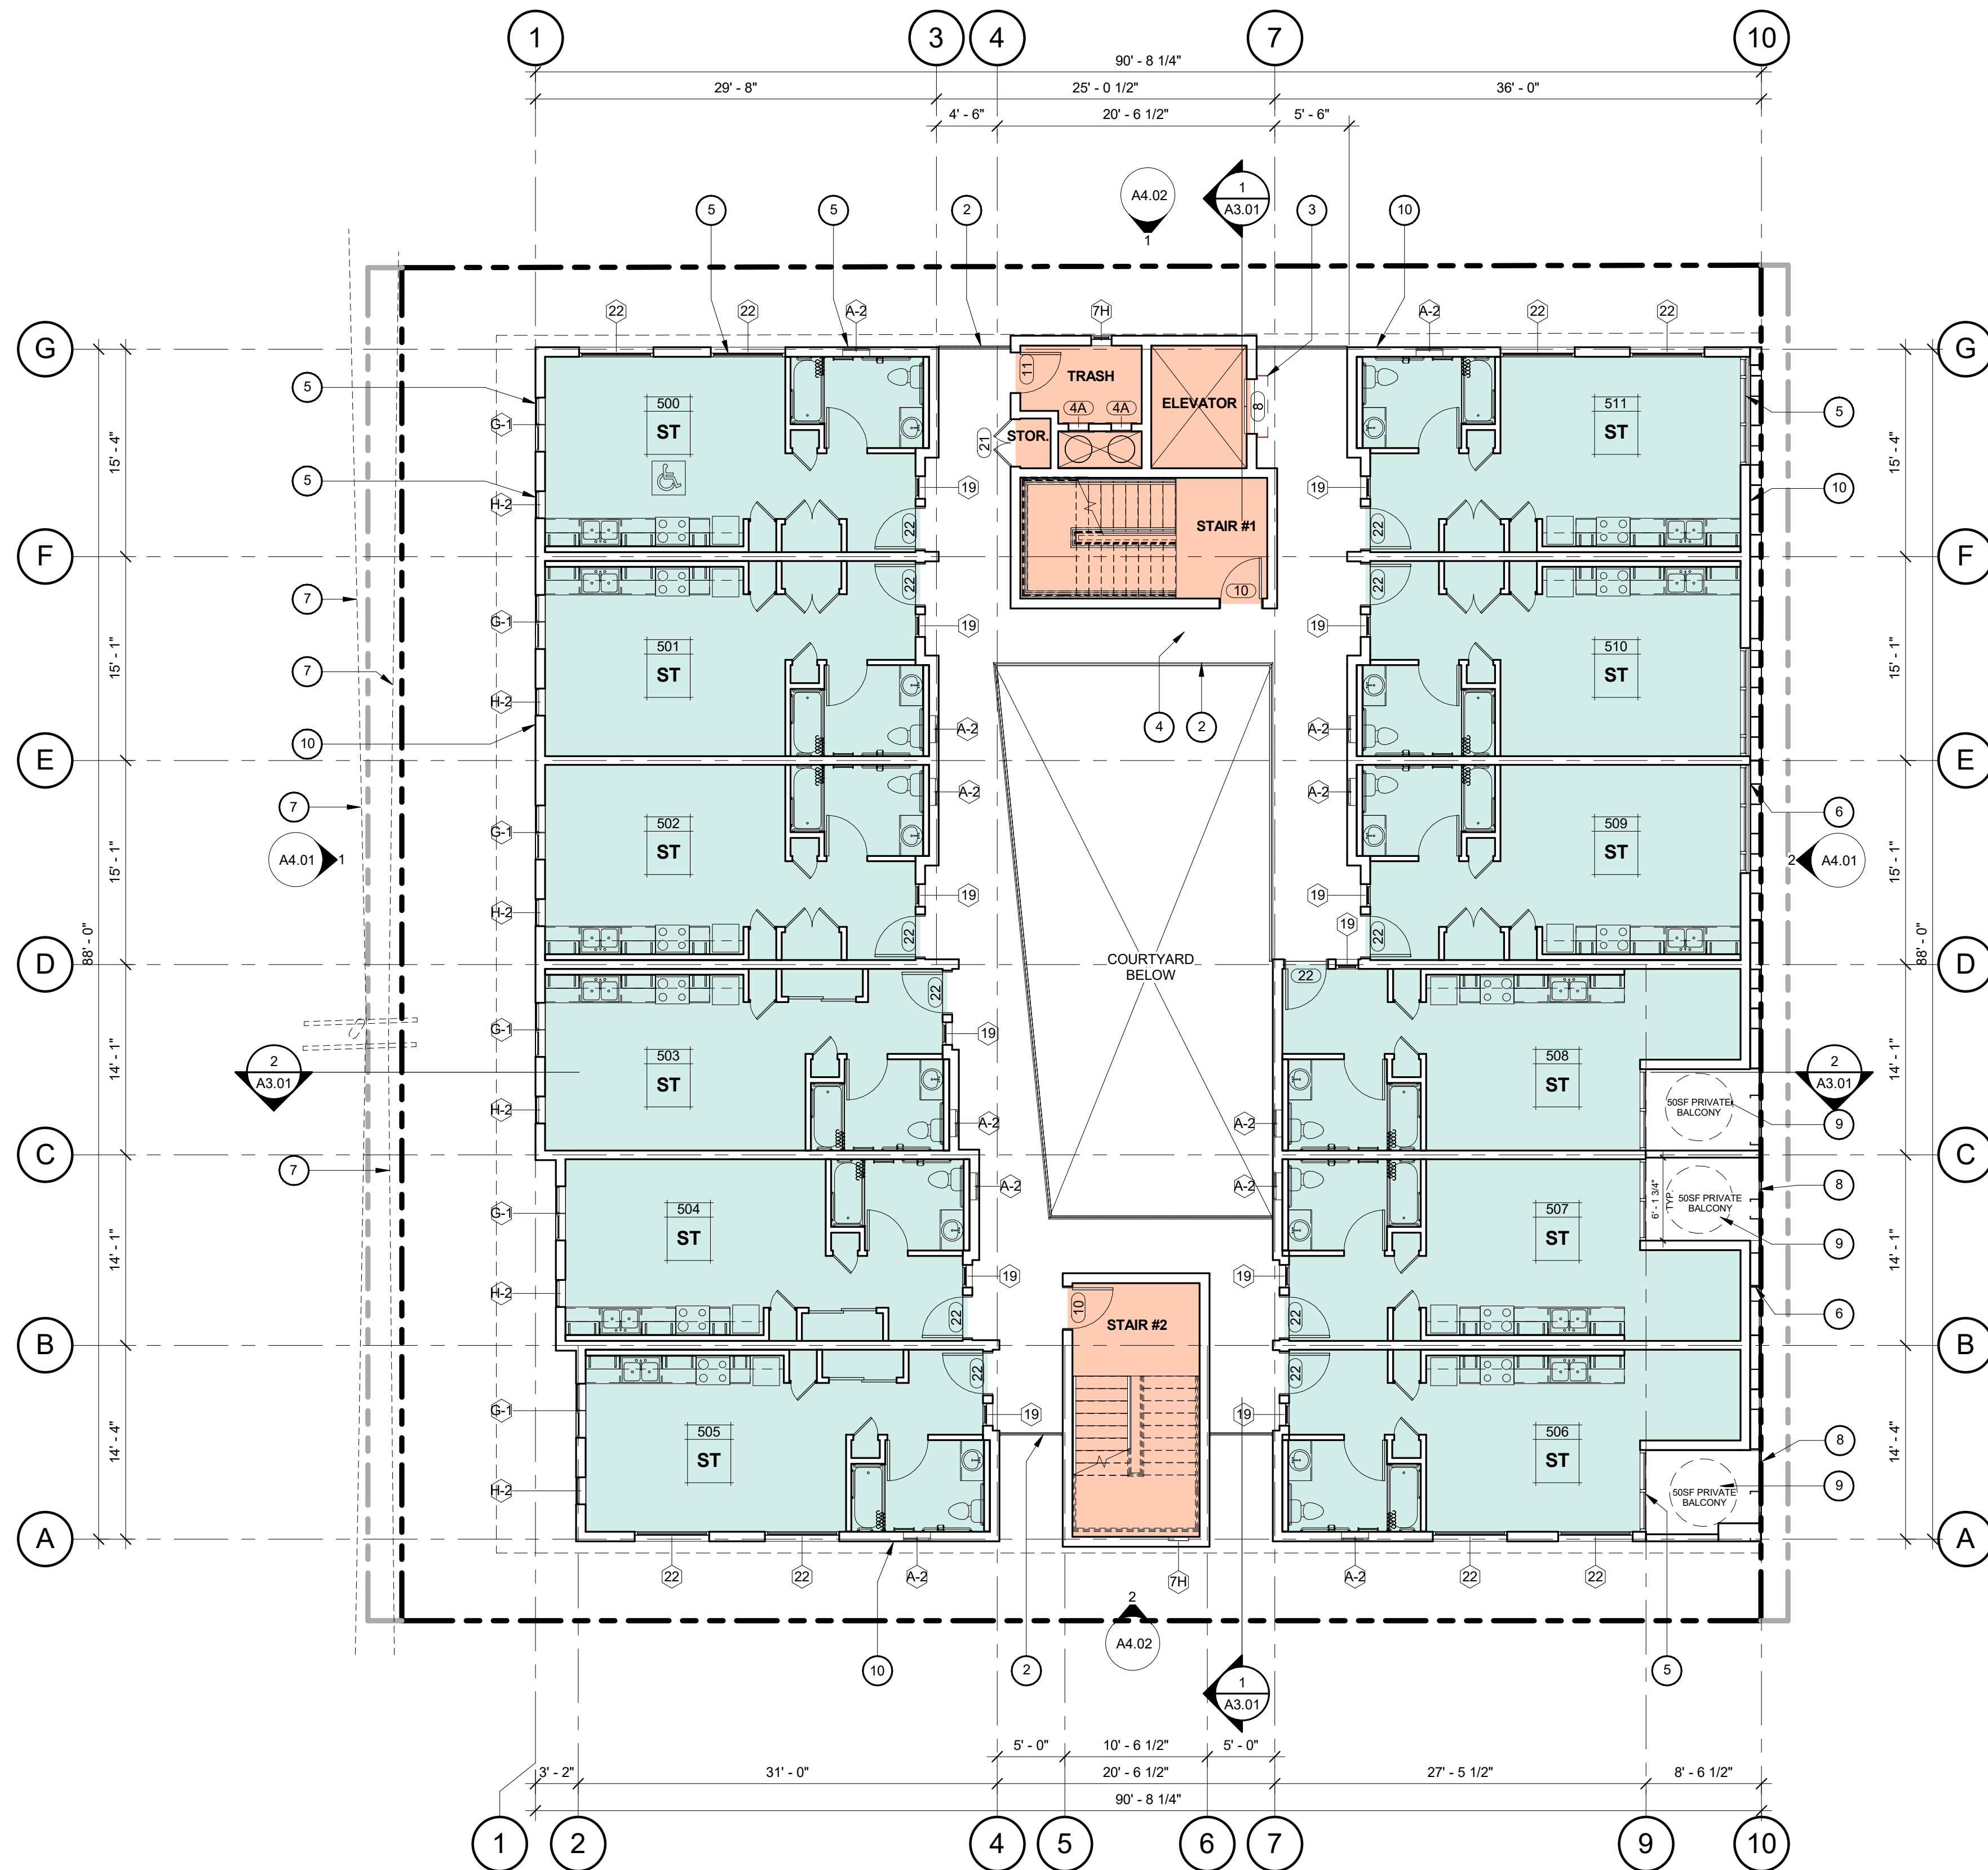 1 3 4 7 10
90' - 8 1/4"
29' - 8" 25' - 0 1/2" 36' - 0"
4' - 6" 20' - 6 1/2" 5' - 6"
A4.02
1
1
A3.01
5 5 2 3 10
22 22 A-2 7H A-2 22 22
G G
5 TRASH
11
4A 4A
ELEVATOR
8
STOR.
21
500
ST
511
ST
5
G-1
15' - 4" 15' - 4"
5 10
H-2
19 19
22 22
STAIR #1
10
F F
7
22 22
G-1 19 19
501
ST
510
ST
15' - 1" 15' - 1"
7
H-2
10
4 2
A-2 A-2
E E
A-2 A-2
7 6
G-1
502
ST
509
ST
A4.01 1
2 A4.01
15' - 1" 15' - 1"
19 19
H-2
22 22
19
88' - 0" 88' - 0"
D D
COURTYARD
BELOW
22 22
G-1 19
503
ST
508
ST
14' - 1" 14' - 1"
2
A3.01
2
A3.01
50SF PRIVATE
BALCONY
9
H-2
A-2 A-2
C C
7
A-2 A-2
8
G-1
504
ST
507
ST
6' - 1 3/4"
TYP.
50SF PRIVATE
BALCONY
9
14' - 1" 14' - 1"
19 19
H-2 6
22 10 22
STAIR #2
B B
22 22
G-1 19 19
505
ST
506
ST
8
14' - 4" 14' - 4"
H-2
50SF PRIVATE
BALCONY
9
A A
22 22 A-2 7H A-2 22 22
2
A4.02
10 2 5
1
A3.01
5' - 0" 10' - 6 1/2" 5' - 0"
3' - 2" 31' - 0" 20' - 6 1/2" 27' - 5 1/2" 8' - 6 1/2"
90' - 8 1/4"
1 2 4 5 6 7 9 10